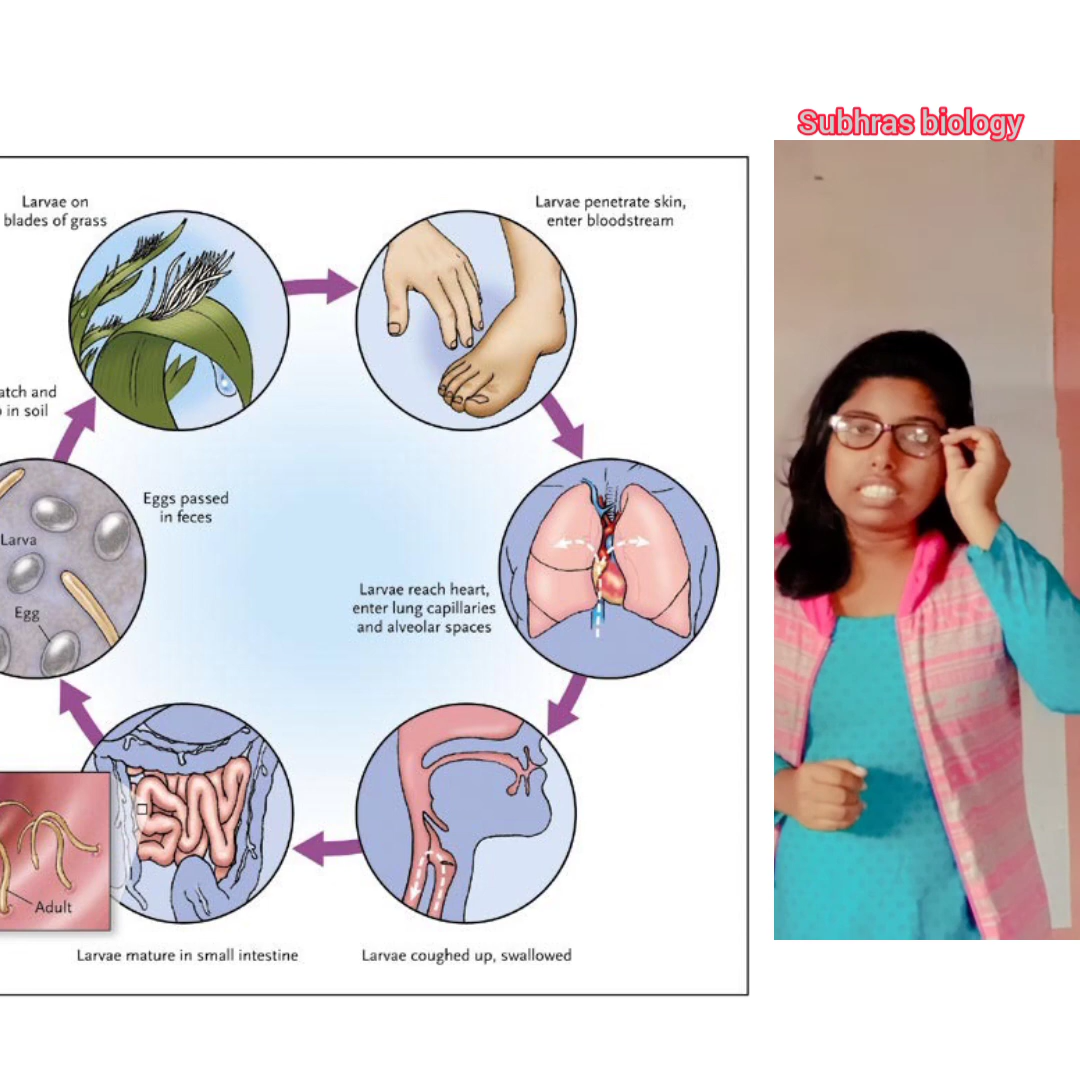 Subhras biology
Larvae on
blades of grass
Larvae penetrate skin,
enter bloodstream
and
in soil
Eggs passed
in feces
Larva
Egg
Larvae reach heart,
enter lung capillaries
and alveolar spaces
Adult
Larvae mature in small intestine
Larvae coughed up, swallowed